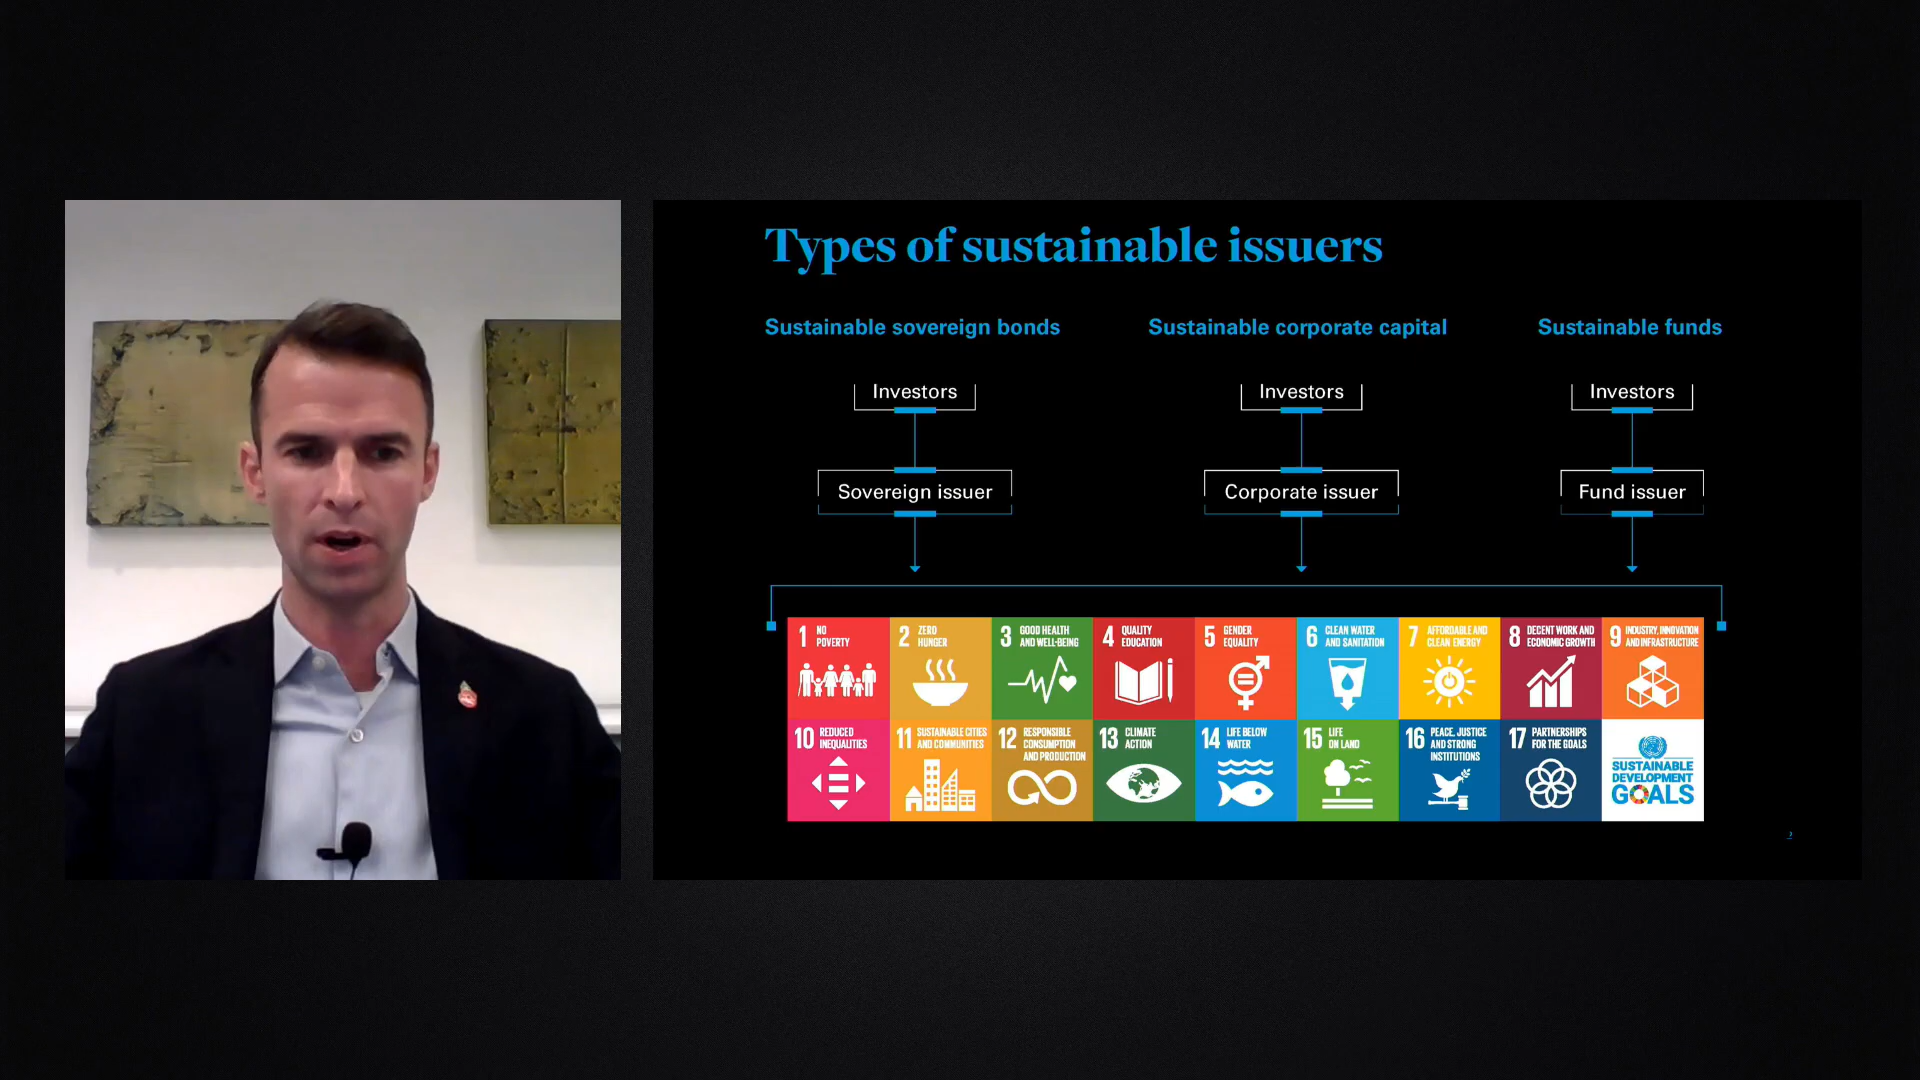 Types of sustainable issuers
Sustainable sovereign bonds
Sustainable corporate capital
Sustainable funds
Investors
Investors
Investors
Sovereign issuer
Corporate issuer
Fund issuer
1 NO
POVERTY
2 ZERO
HUNGER
3 GOOD HEALTH
AND WELL-BEING
4 QUALITY
EDUCATION
5 GENDER
EQUALITY
6 CLEAN WATER
AND SANITATION
7 AFFORDABLE AND
CLEAN ENERGY
8 DECENT WORK AND
ECONOMIC GROWTH
9 INDUSTRY, INNOVATION
AND INFRASTRUCTURE
10 REDUCED
INEQUALITIES
11 SUSTAINABLE CITIES
AND COMMUNITIES
12 RESPONSIBLE
CONSUMPTION
AND PRODUCTION
13 CLIMATE
ACTION
14 LIFE BELOW
WATER
15 LIFE
ON LAND
16 PEACE, JUSTICE
AND STRONG
INSTITUTIONS
17 PARTNERSHIPS
FOR THE GOALS
SUSTAINABLE
DEVELOPMENT
GOALS
2